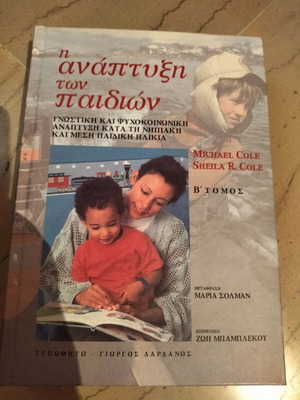 η
ανάπτυξη
των
παιδιών
ΓΝΩΣΤΙΚΗ ΚΑΙ ΨΥΧΟΚΟΙΝΩΝΙΚΗ
ΑΝΑΠΤΥΞΗ ΚΑΤΑ ΤΗ ΝΗΠΙΑΚΗ
ΚΑΙ ΜΕΣΗ ΠΑΙΔΙΚΗ ΗΛΙΚΙΑ
MICHAEL COLE
SHEILA R. COLE
Β΄ ΤΟΜΟΣ
ΜΕΤΑΦΡΑΣΗ
ΜΑΡΙΑ ΣΟΛΜΑΝ
ΕΠΙΜΕΛΕΙΑ
ΖΩΗ ΜΠΑΜΠΛΕΚΟΥ
ΤΥΠΩΘΗΤΩ - ΓΙΩΡΓΟΣ ΔΑΡΔΑΝΟΣ